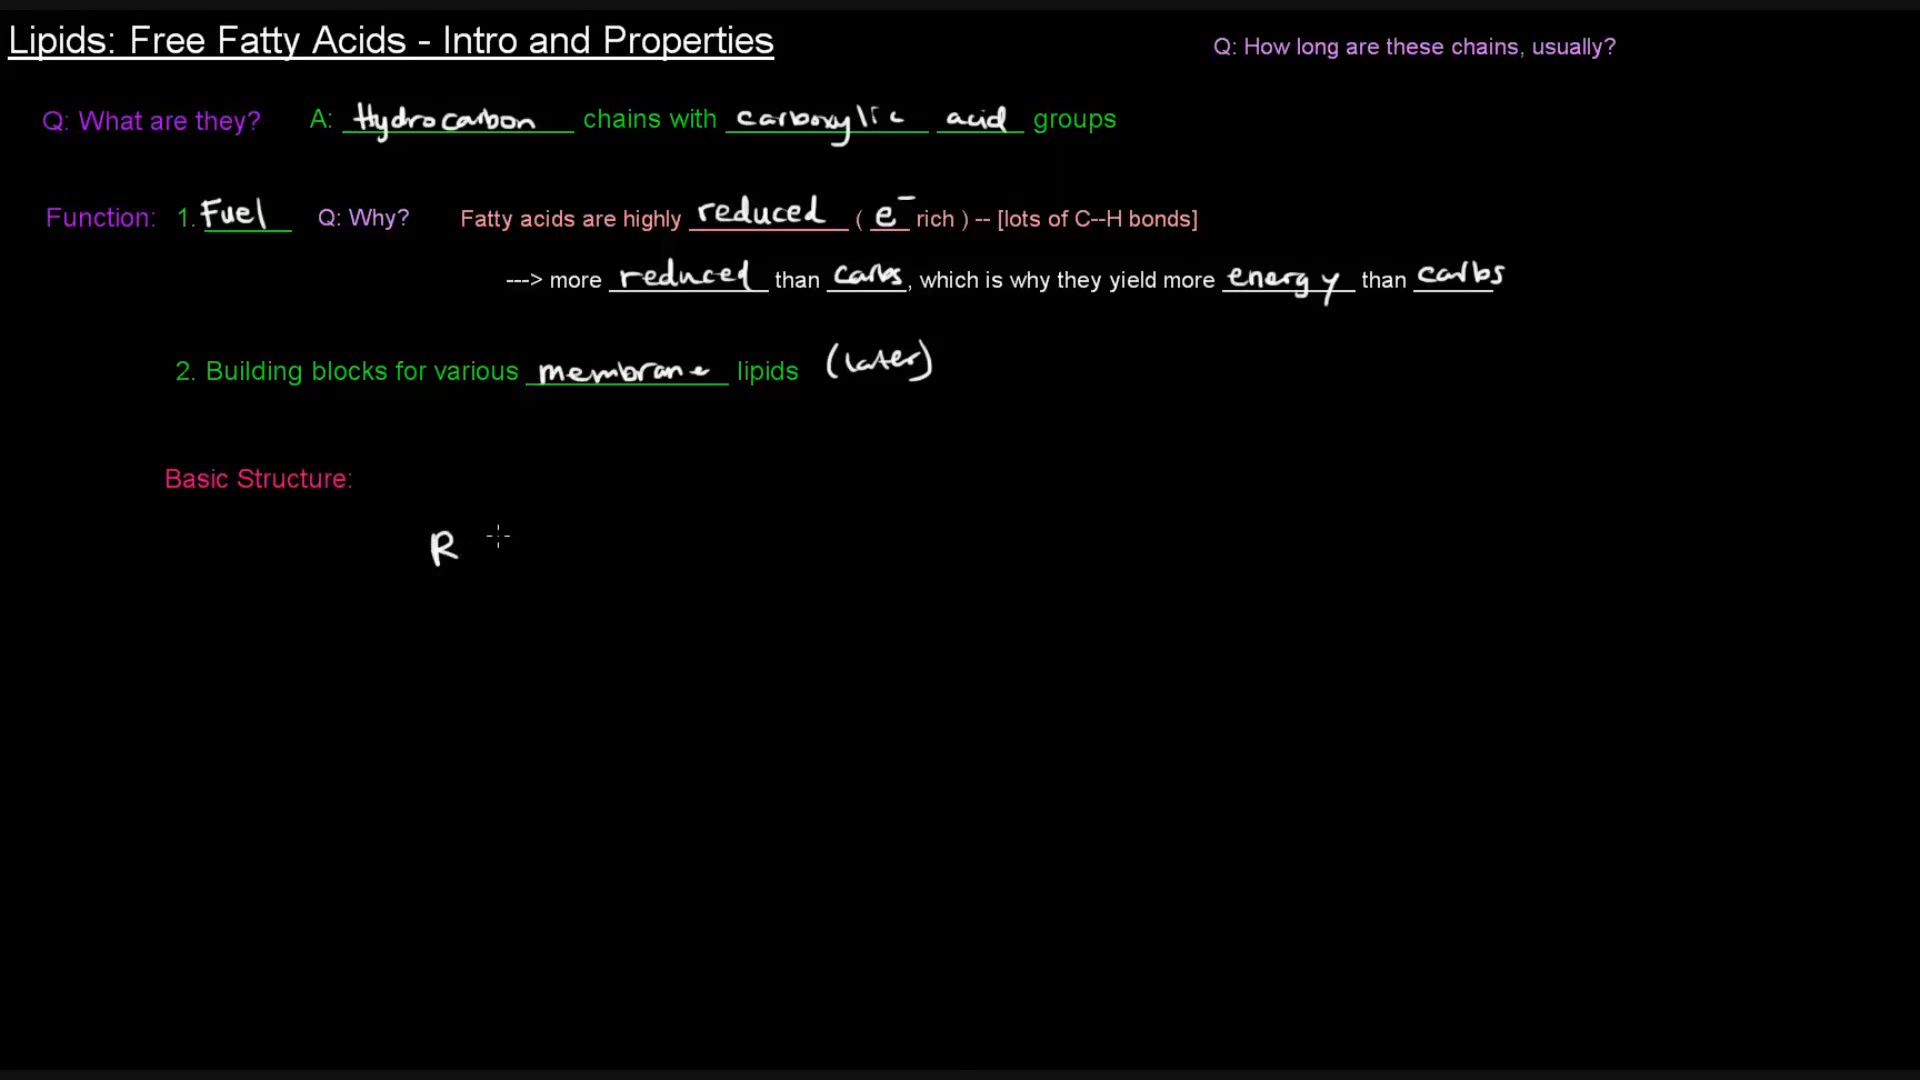 Lipids: Free Fatty Acids - Intro and Properties
Q: How long are these chains, usually?
Q: What are they? A: Hydrocarbon chains with carboxylic acid groups
Function: 1. Fuel Q: Why? Fatty acids are highly reduced ( e⁻ rich ) -- [lots of C--H bonds]
---> more reduced than carbs, which is why they yield more energy than carbs
2. Building blocks for various membrane lipids (later)
Basic Structure:
R